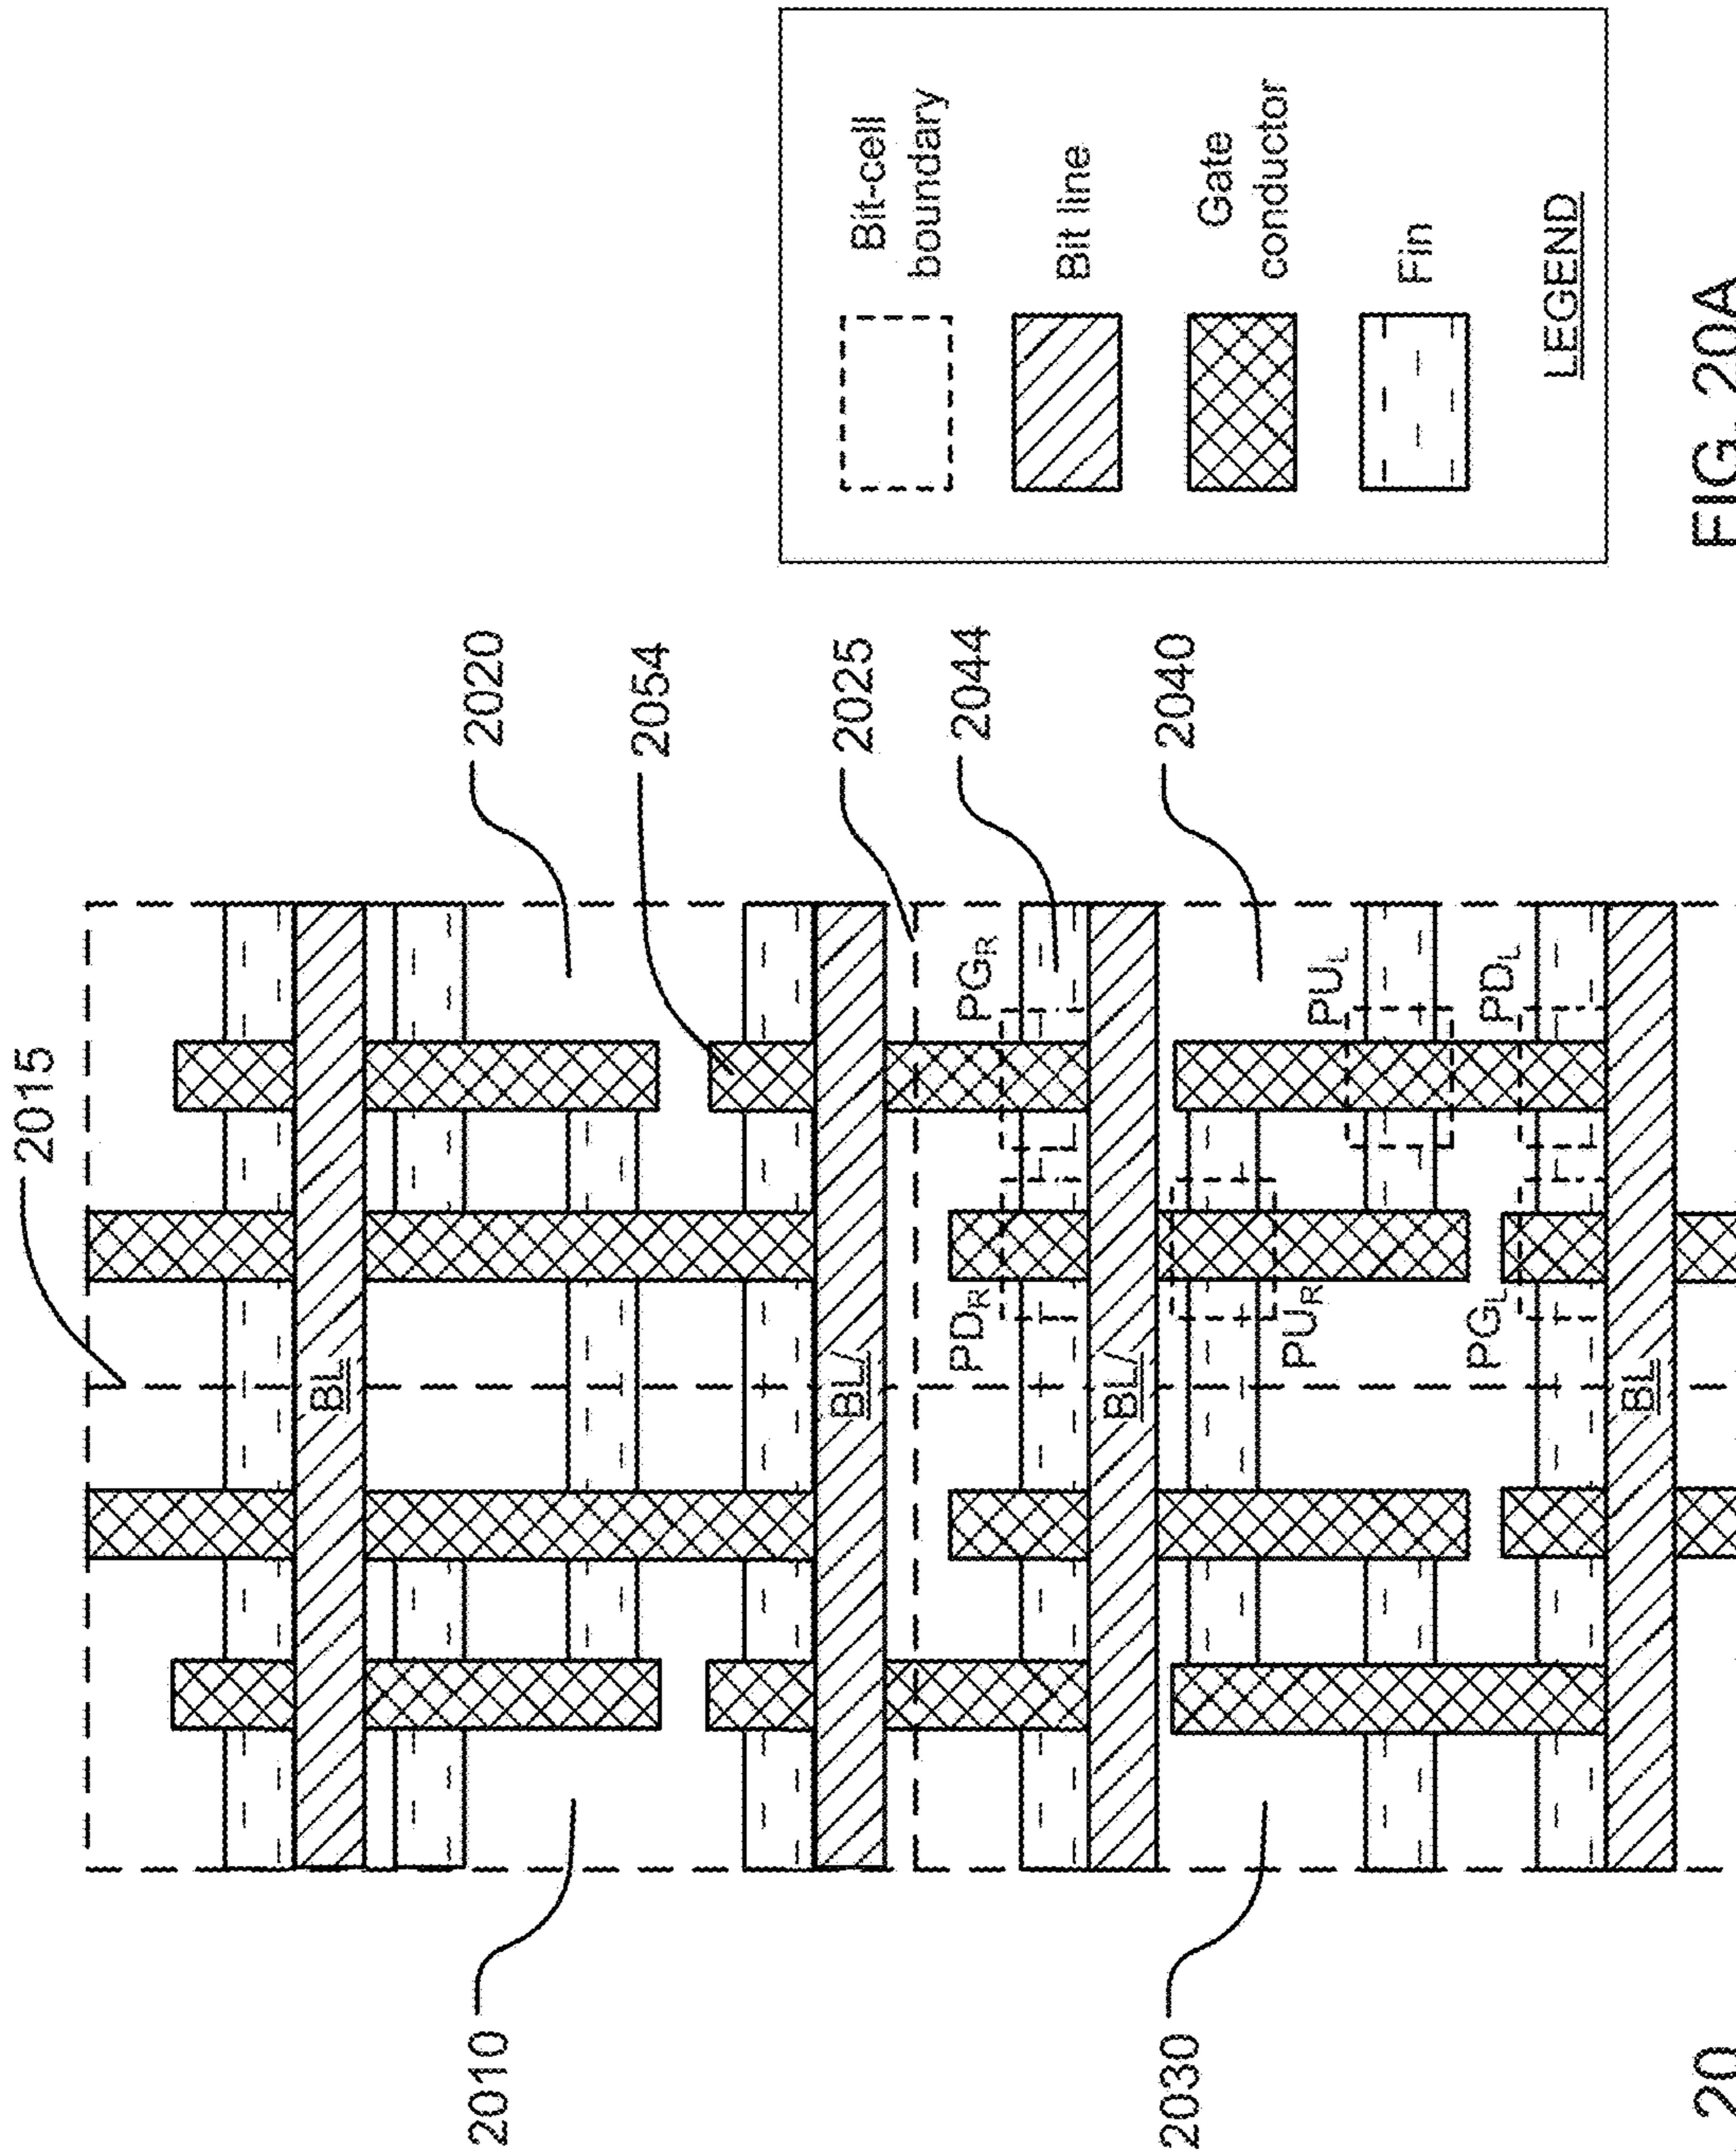 2015
BL
2010
2020
2054
BL/
2025
PD_R
PG_R
2044
BL/
2030
2040
PU_R
PU_L
PG_L
PD_L
BL
Bit-cell
boundary
Bit line
Gate
conductor
Fin
LEGEND
20
FIG. 20A